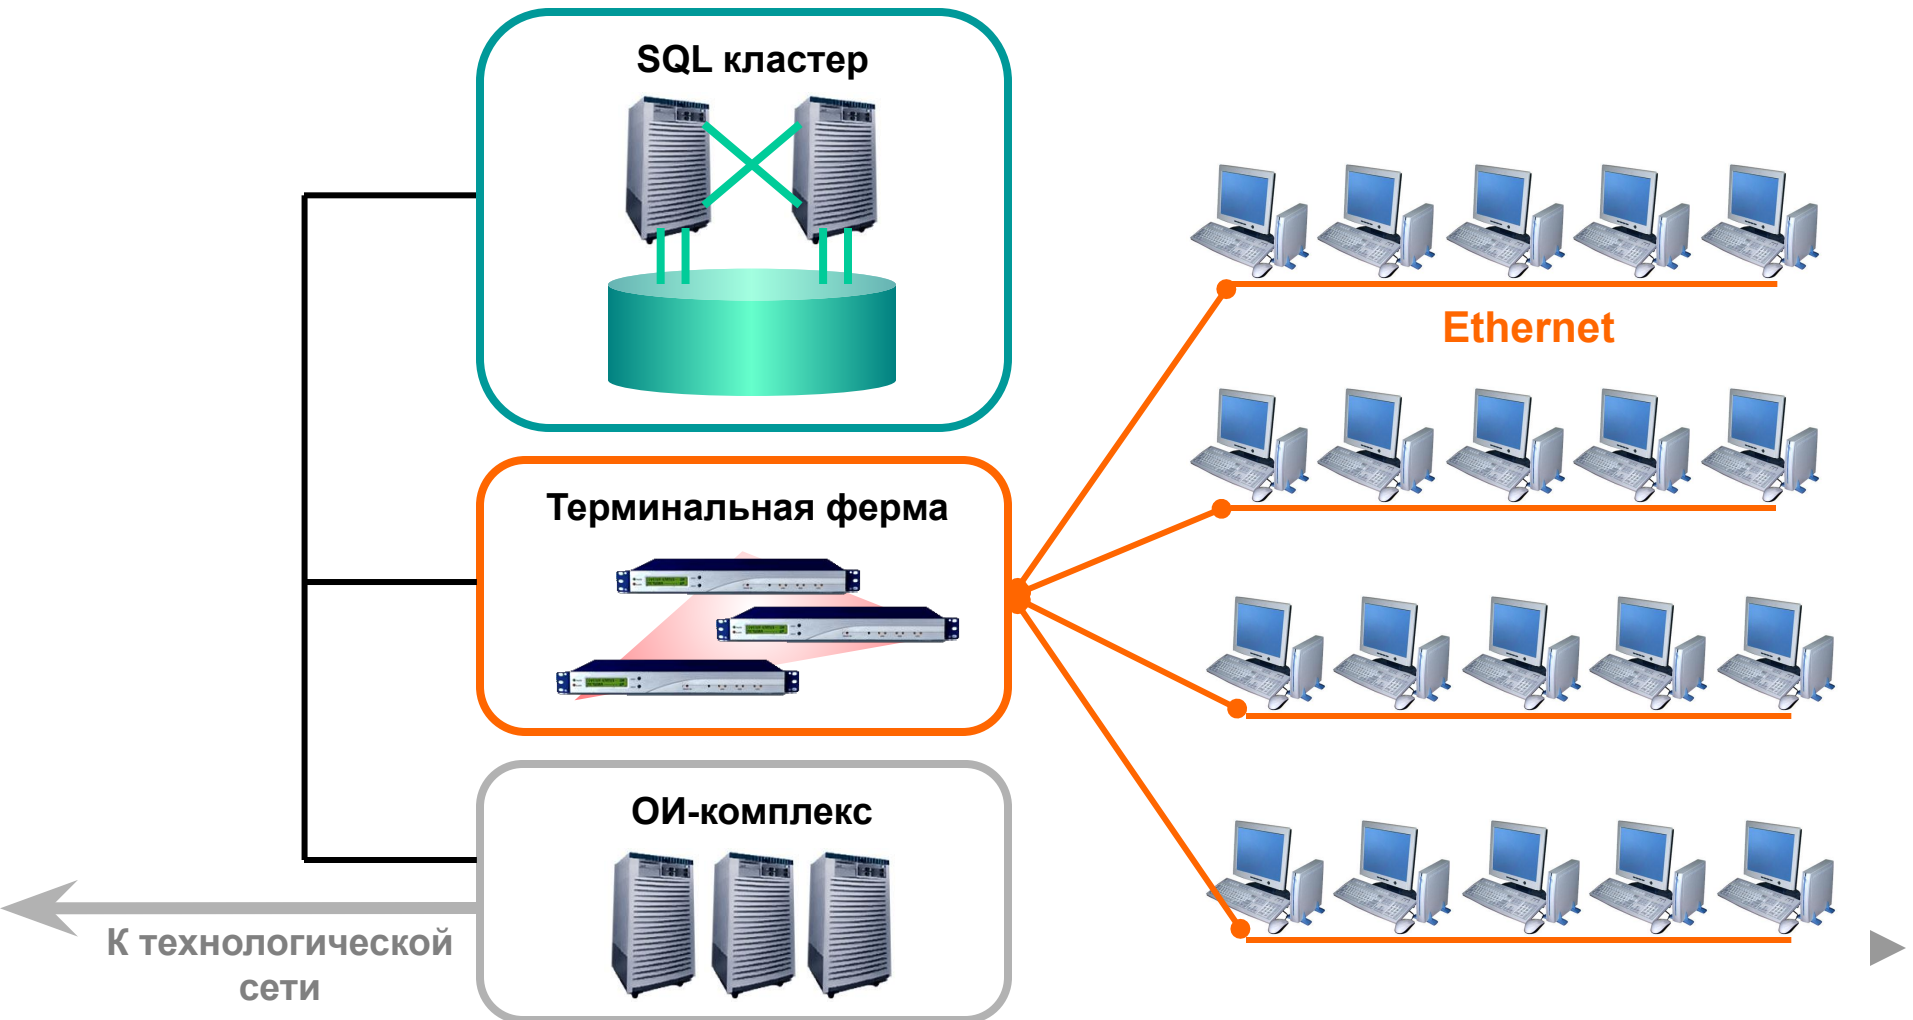 SQL кластер
Ethernet
Терминальная ферма
ОИ-комплекс
К технологической
сети